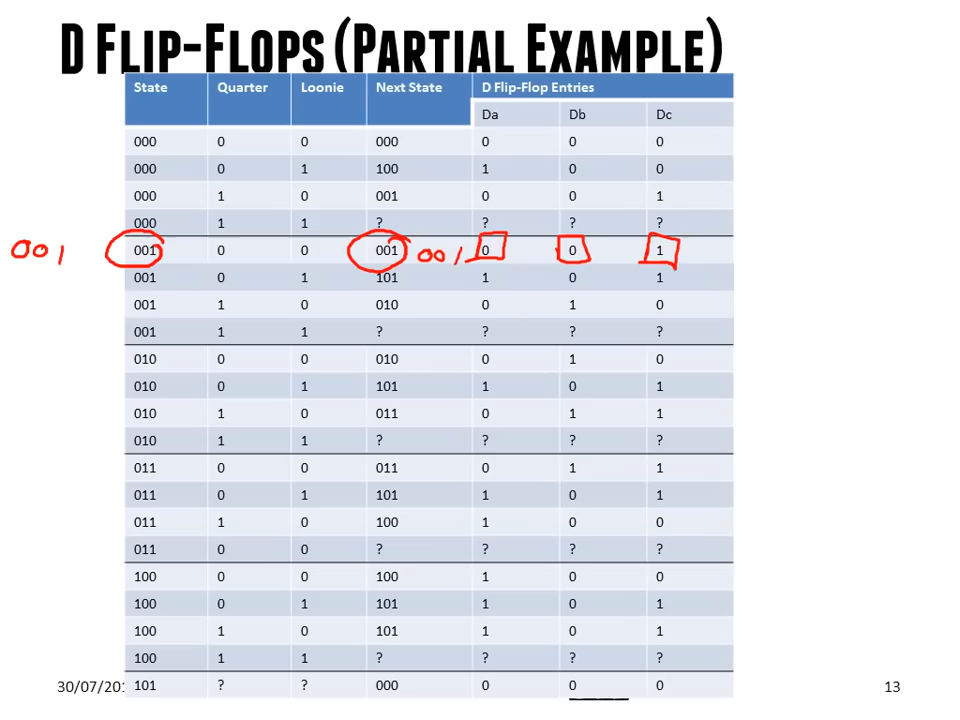 D Flip-Flops (Partial Example)
State Quarter Loonie Next State D Flip-Flop Entries
Da Db Dc
000 0 0 000 0 0 0
000 0 1 100 1 0 0
000 1 0 001 0 0 1
000 1 1 ? ? ? ?
001 001 0 0 001 001 0 0 1
001 0 1 101 1 0 1
001 1 0 010 0 1 0
001 1 1 ? ? ? ?
010 0 0 010 0 1 0
010 0 1 101 1 0 1
010 1 0 011 0 1 1
010 1 1 ? ? ? ?
011 0 0 011 0 1 1
011 0 1 101 1 0 1
011 1 0 100 1 0 0
011 0 0 ? ? ? ?
100 0 0 100 1 0 0
100 0 1 101 1 0 1
100 1 0 101 1 0 1
100 1 1 ? ? ? ?
101 ? ? 000 0 0 0
30/07/201 13